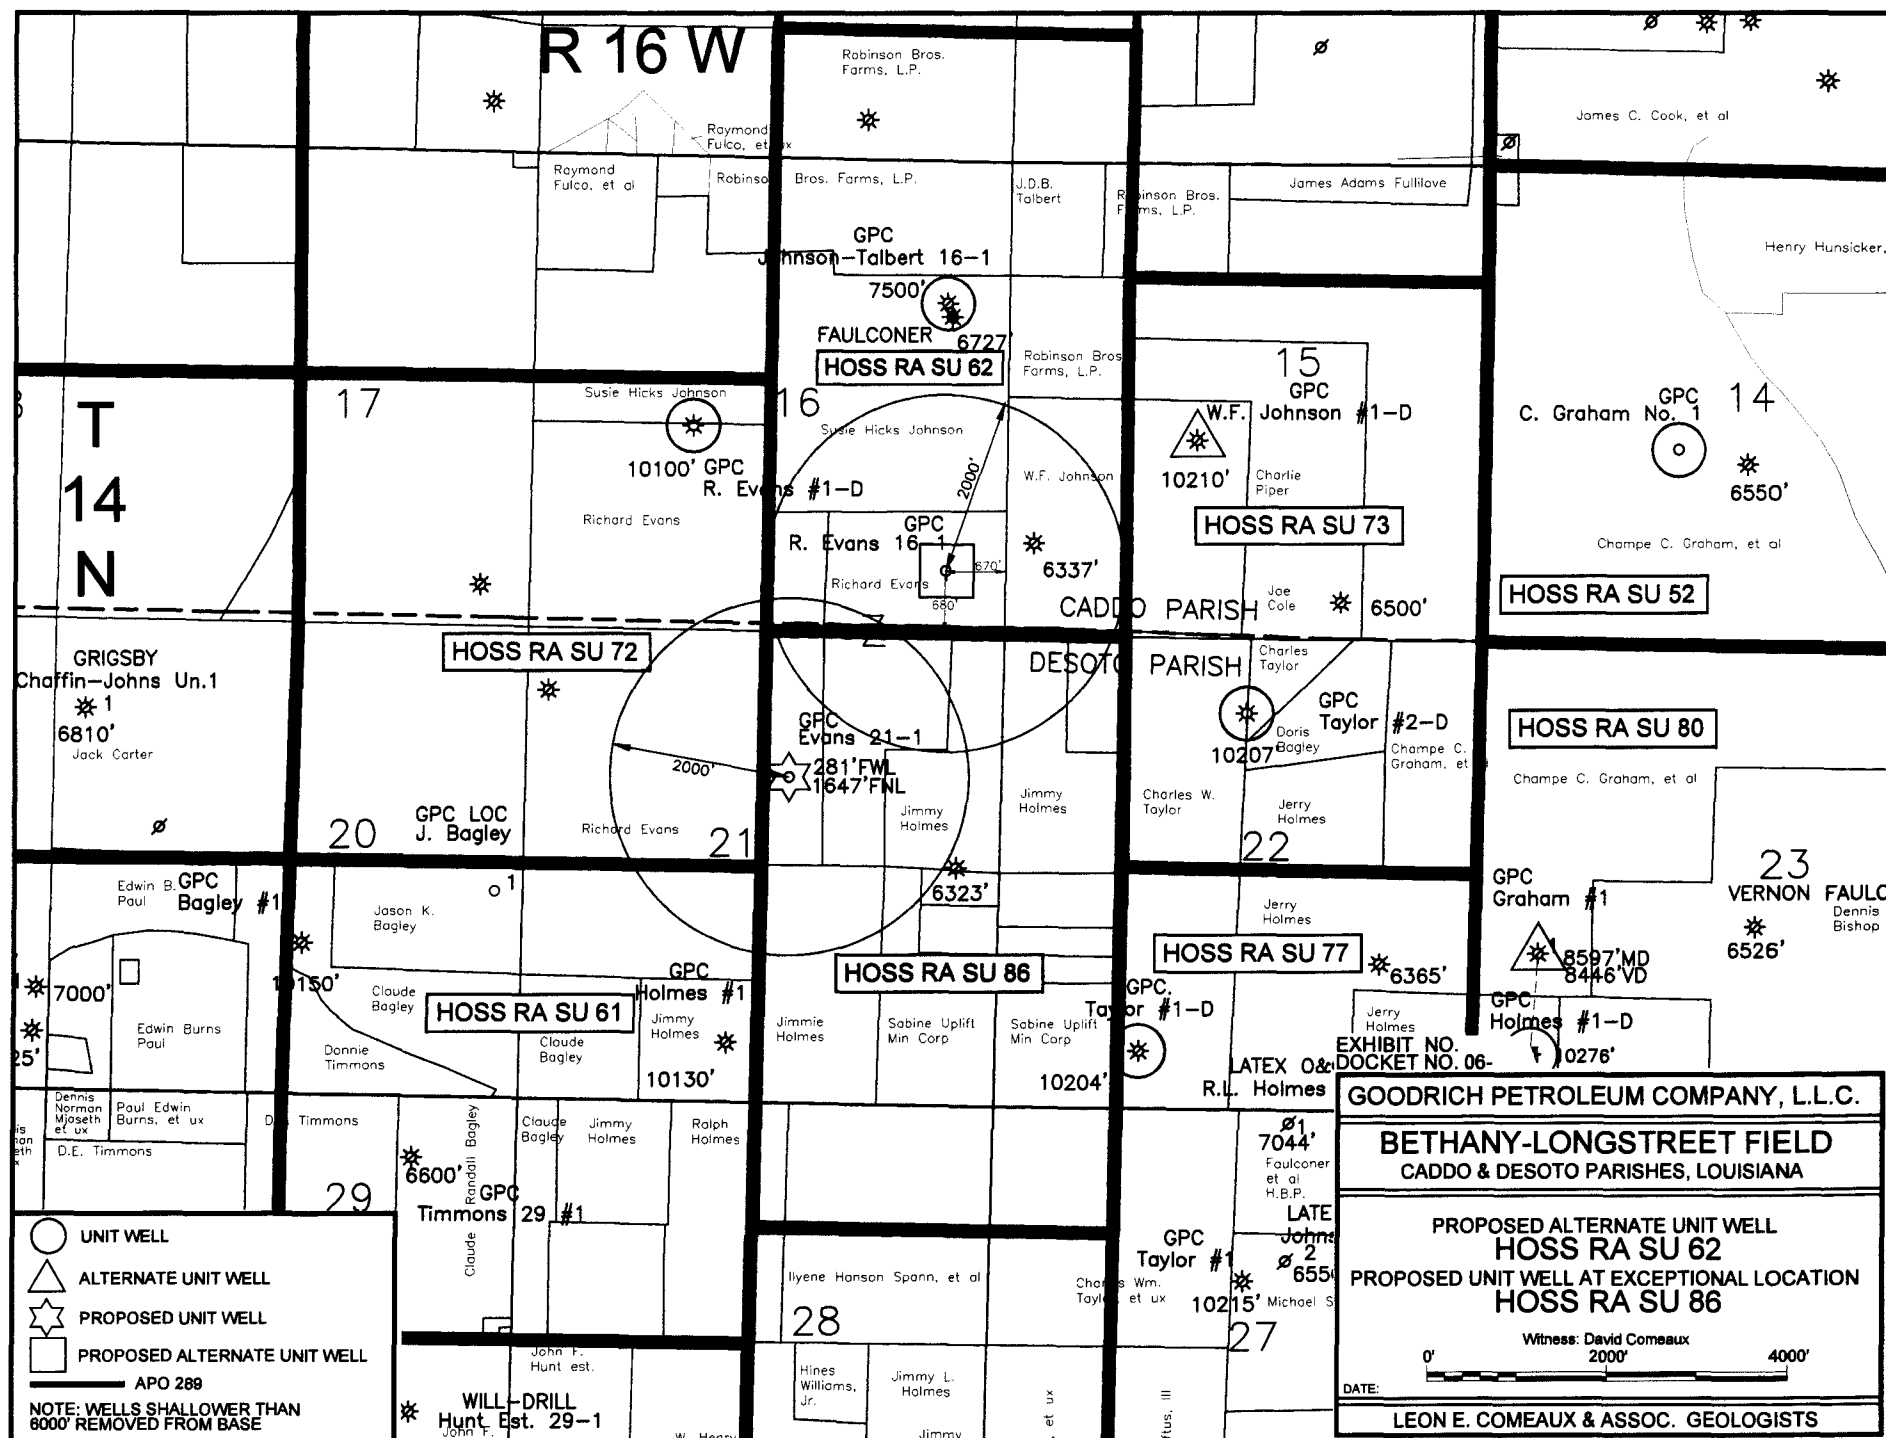 R 16 W
Robinson Bros.
Farms, L.P.
James C. Cook, et al
Raymond
Fulco, et ux
Raymond
Fulco, et al
Robinson Bros. Farms, L.P.
J.D.B.
Talbert
Robinson Bros.
Farms, L.P.
James Adams Fullilove
Henry Hunsicker,
GPC
Johnson-Talbert 16-1
7500'
FAULCONER
6727'
HOSS RA SU 62
Robinson Bros
Farms, L.P.
T
14
N
17
Susie Hicks Johnson
16
Susie Hicks Johnson
15
GPC
W.F. Johnson #1-D
10210'
Charlie
Piper
GPC
C. Graham No. 1
14
6550'
10100'
GPC
R. Evans #1-D
Richard Evans
2000'
W.F. Johnson
HOSS RA SU 73
Champe C. Graham, et al
HOSS RA SU 52
GPC
R. Evans 16-1
Richard Evans
670'
680'
6337'
Joe
Cole
6500'
CADDO PARISH
DESOTO PARISH
HOSS RA SU 72
GRIGSBY
Chaffin-Johns Un.1
1
6810'
Jack Carter
Charles
Taylor
GPC
Taylor #2-D
10207'
Doris
Bagley
Champe C.
Graham, et
HOSS RA SU 80
Champe C. Graham, et al
GPC
Evans 21-1
281'FWL
1647'FNL
2000'
Jimmy
Holmes
Jimmy
Holmes
Charles W.
Taylor
Jerry
Holmes
20
GPC LOC
J. Bagley
Richard Evans
21
22
23
6323'
Edwin B.
Paul
GPC
Bagley #1
1
Jason K.
Bagley
Jerry
Holmes
GPC
Graham #1
VERNON FAULC
Dennis
Bishop
6526'
7000'
10150'
Claude
Bagley
GPC
Holmes #1
HOSS RA SU 86
HOSS RA SU 77
6365'
1
8597'MD
8446'VD
25'
Edwin Burns
Paul
Donnie
Timmons
HOSS RA SU 61
Claude
Bagley
Jimmy
Holmes
10130'
Jimmie
Holmes
Sabine Uplift
Min Corp
Sabine Uplift
Min Corp
10204'
GPC.
Taylor #1-D
Jerry
Holmes
GPC
Holmes #1-D
10276'
LATEX O&
R.L. Holmes
EXHIBIT NO.
DOCKET NO. 06-
Dennis
Norman
Mjoseth
et ux
Paul Edwin
Burns, et ux
D.E. Timmons
Timmons
6600'
Claude Randall Bagley
Claude
Bagley
Jimmy
Holmes
Ralph
Holmes
1
7044'
Faulconer
et al
H.B.P.
29
GPC
Timmons 29 #1
LATE
2
GPC
Taylor #1
10215'
Michael S
Ilyene Hanson Spann, et al
Charles Wm.
Taylor, et ux
28
27
John F.
Hunt est.
Hines
Williams,
Jr.
Jimmy L.
Holmes
et ux
WILL-DRILL
Hunt Est. 29-1
John F.
W. Henry
Jimmy
UNIT WELL
ALTERNATE UNIT WELL
PROPOSED UNIT WELL
PROPOSED ALTERNATE UNIT WELL
APO 289
NOTE: WELLS SHALLOWER THAN
6000' REMOVED FROM BASE
GOODRICH PETROLEUM COMPANY, L.L.C.
BETHANY-LONGSTREET FIELD
CADDO & DESOTO PARISHES, LOUISIANA
PROPOSED ALTERNATE UNIT WELL
HOSS RA SU 62
PROPOSED UNIT WELL AT EXCEPTIONAL LOCATION
HOSS RA SU 86
Witness: David Comeaux
0' 2000' 4000'
DATE:
LEON E. COMEAUX & ASSOC. GEOLOGISTS